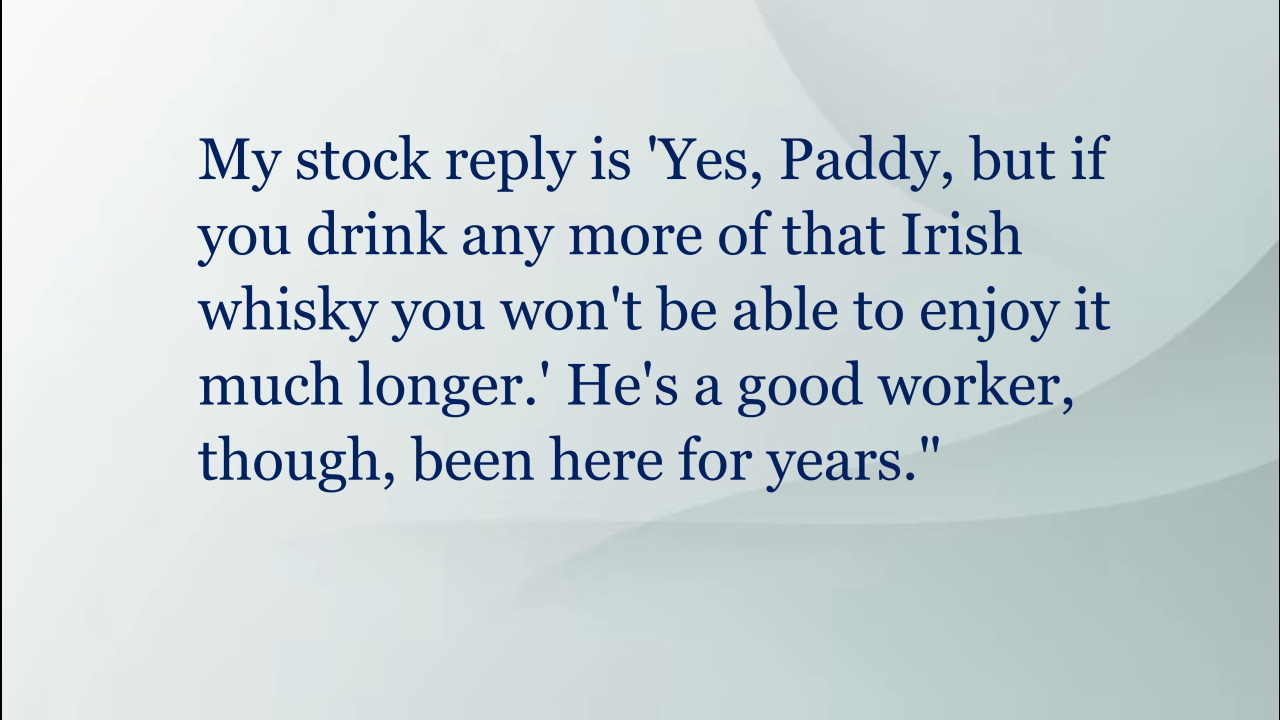 My stock reply is 'Yes, Paddy, but if
you drink any more of that Irish
whisky you won't be able to enjoy it
much longer.' He's a good worker,
though, been here for years."